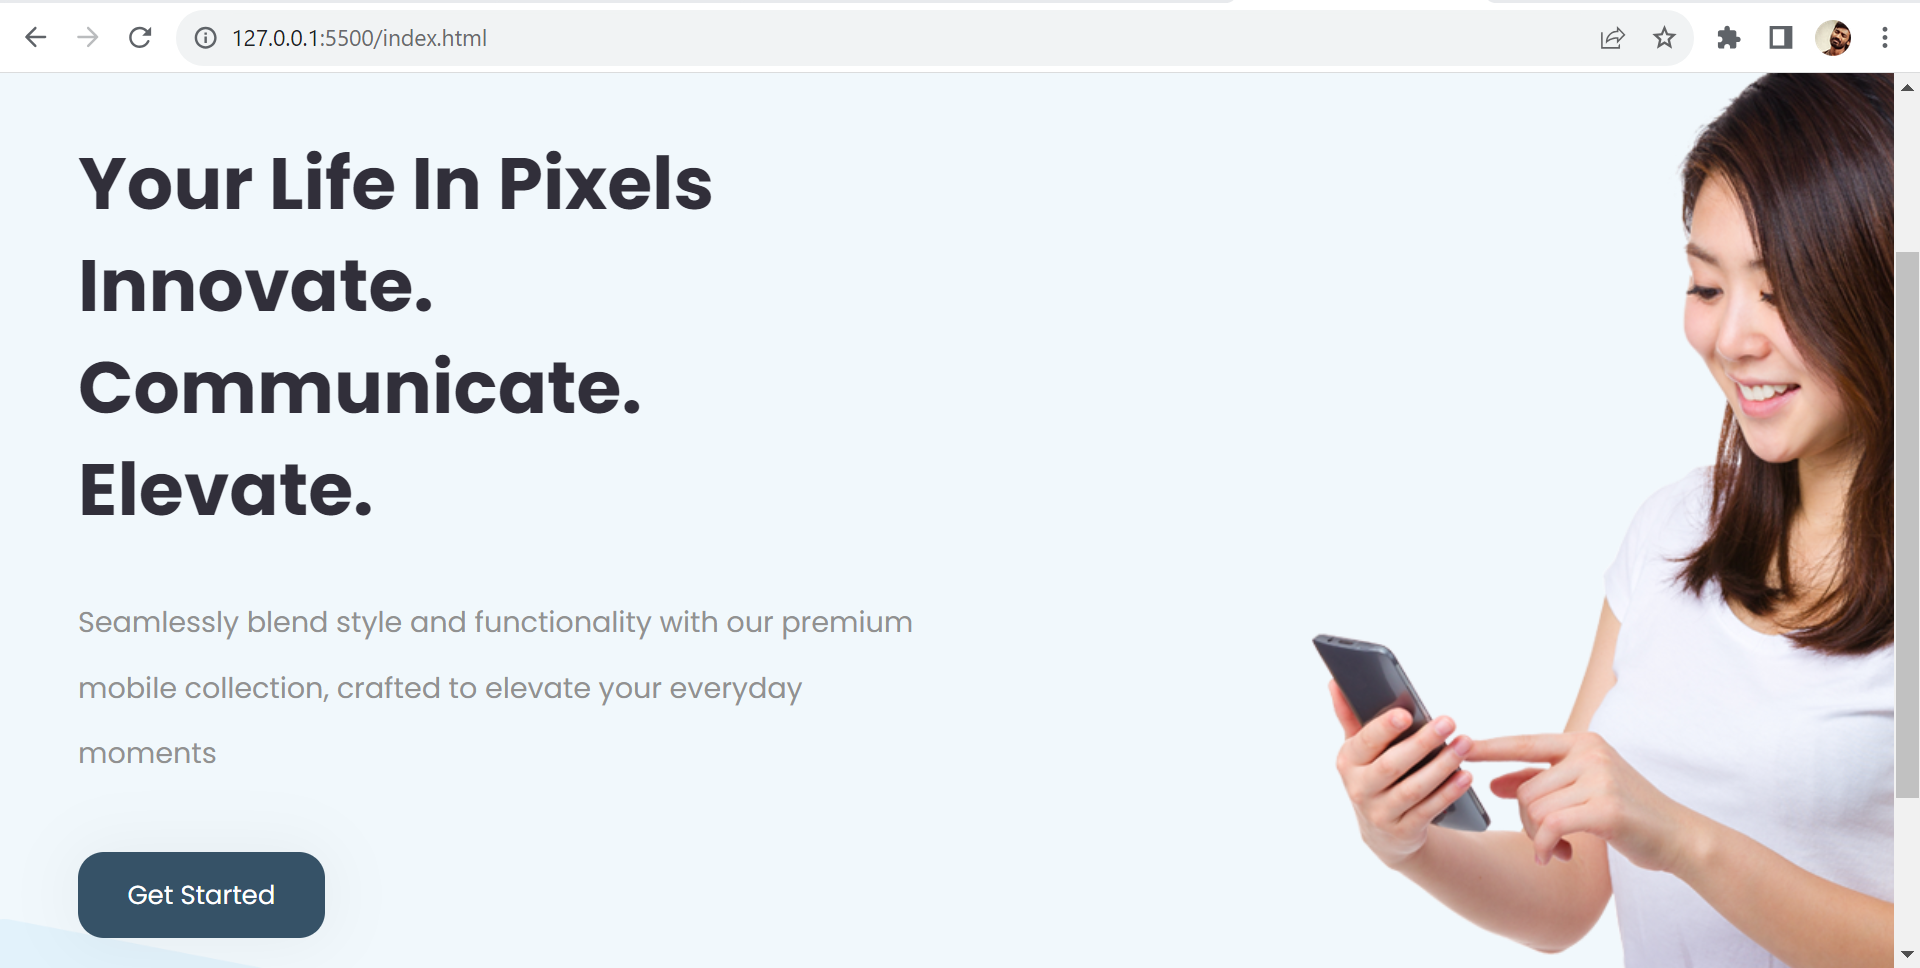 127.0.0.1:5500/index.html
Your Life In Pixels
Innovate.
Communicate.
Elevate.
Seamlessly blend style and functionality with our premium
mobile collection, crafted to elevate your everyday
moments
Get Started